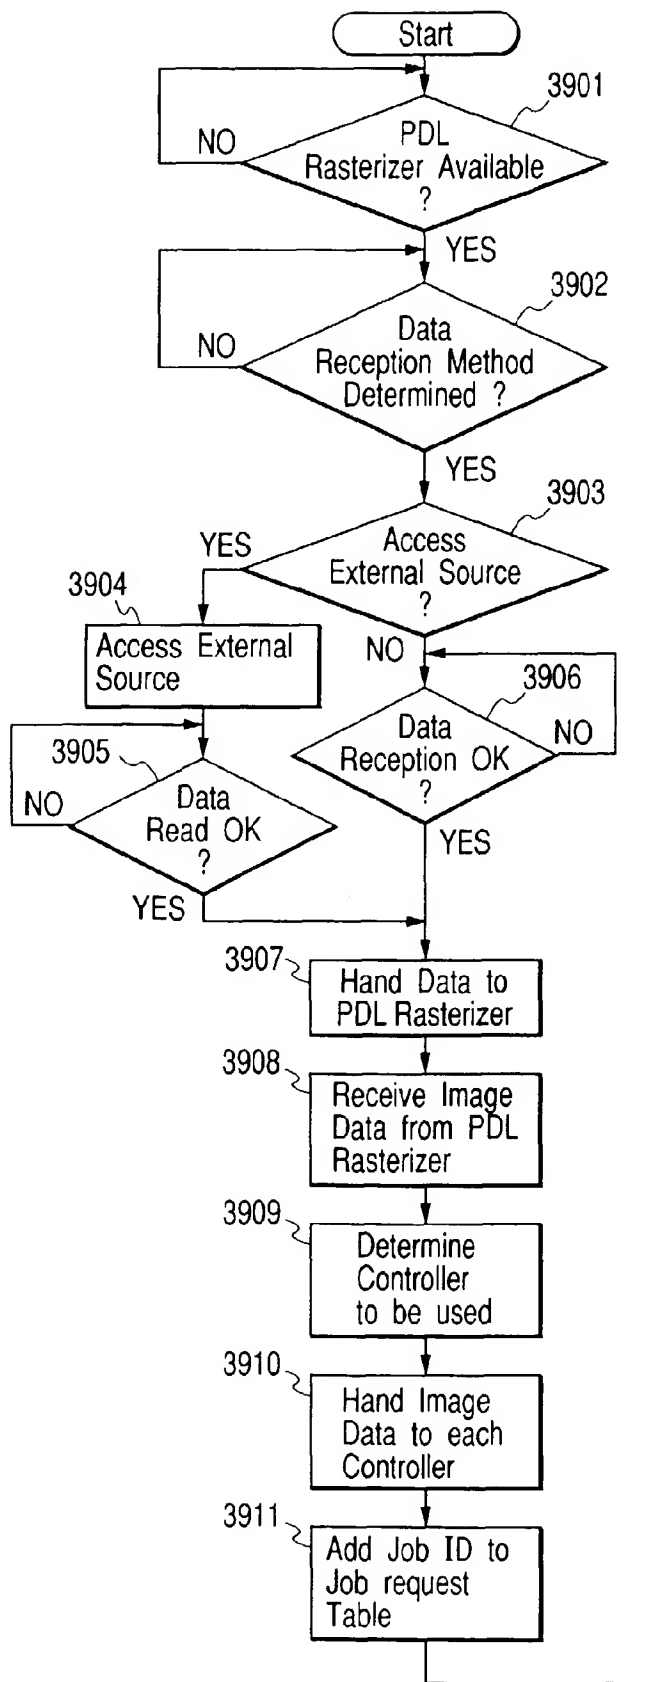 Start
3901
PDL
Rasterizer Available
?
NO
YES
3902
Data
Reception Method
Determined ?
NO
YES
3903
Access
External Source
?
YES
NO
3904
Access External
Source
3905
Data
Read OK
?
NO
YES
3906
Data
Reception OK
?
NO
YES
3907
Hand Data to
PDL Rasterizer
3908
Receive Image
Data from PDL
Rasterizer
3909
Determine
Controller
to be used
3910
Hand Image
Data to each
Controller
3911
Add Job ID to
Job request
Table